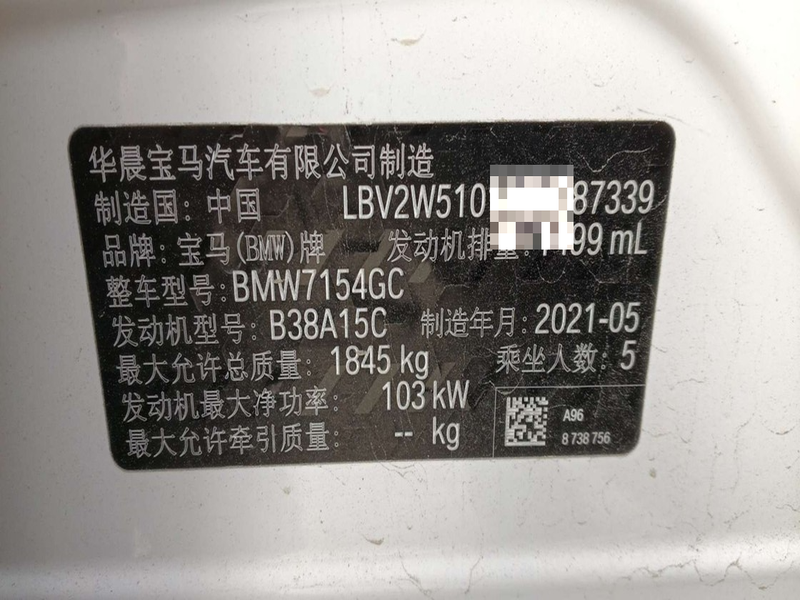 华晨宝马汽车有限公司制造
制造国：中国 LBV2W510 87339
品牌：宝马(BMW)牌 发动机排量： 499 mL
整车型号：BMW7154GC
发动机型号：B38A15C 制造年月：2021-05
最大允许总质量：1845 kg 乘坐人数：5
发动机最大净功率：103 kW
最大允许牵引质量：-- kg
A96
8 738 756